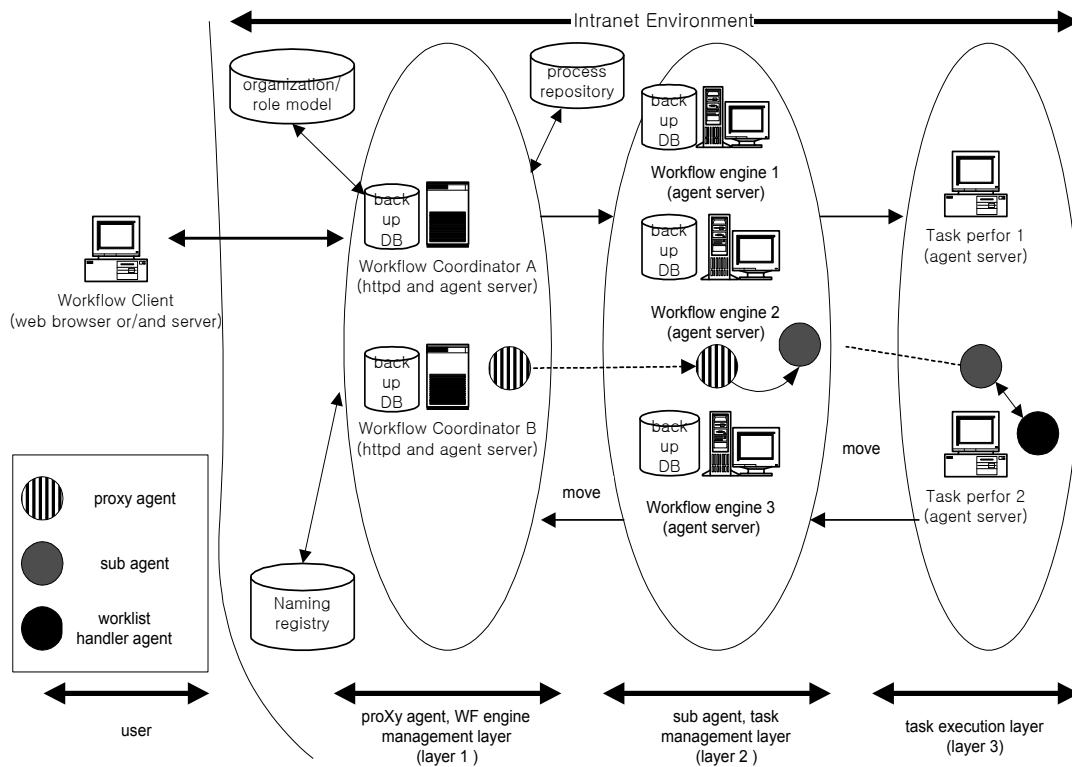 Intranet Environment
organization/
role model
process
repository
back
up
DB
Workflow engine 1
(agent server)
back
up
DB
Workflow Coordinator A
(httpd and agent server)
Workflow Client
(web browser or/and server)
back
up
DB
Workflow engine 2
(agent server)
Task perfor 1
(agent server)
back
up
DB
Workflow Coordinator B
(httpd and agent server)
back
up
DB
Workflow engine 3
(agent server)
move
move
Task perfor 2
(agent server)
proxy agent
sub agent
worklist
handler agent
Naming
registry
user
proXy agent, WF engine
management layer
(layer 1 )
sub agent, task
management layer
(layer 2 )
task execution layer
(layer 3)